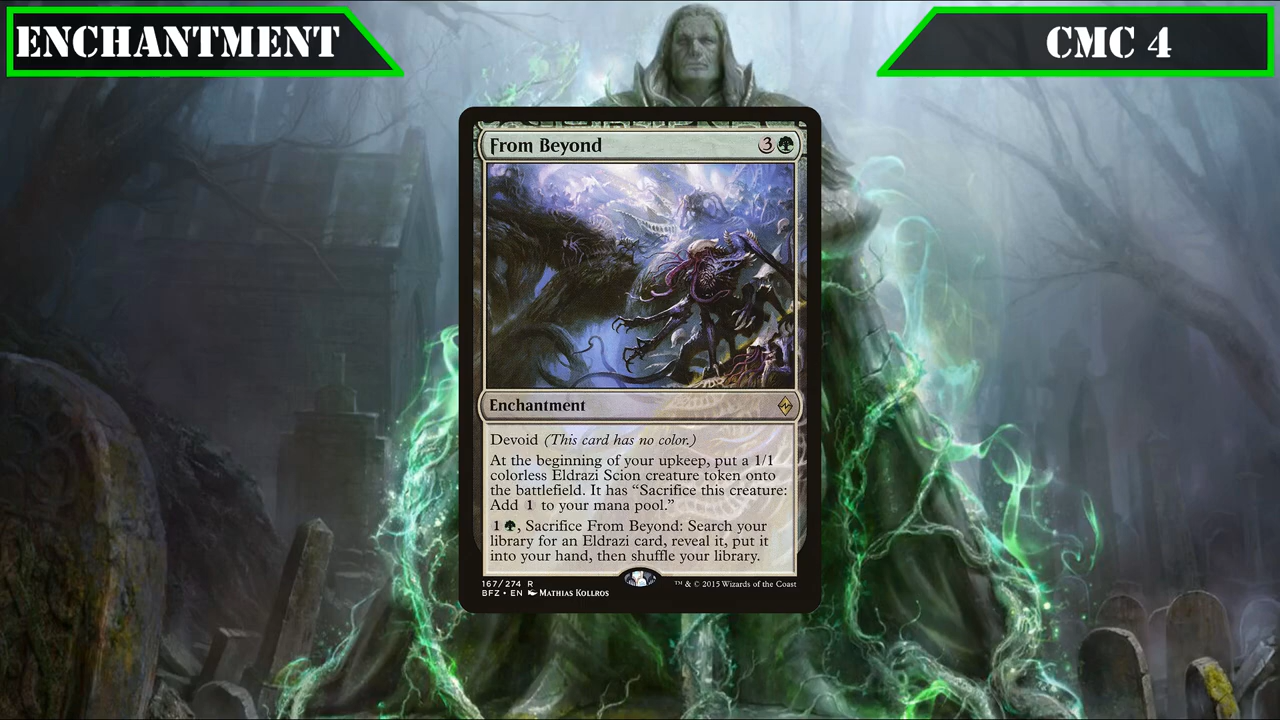 ENCHANTMENT
CMC 4
From Beyond 3
Enchantment
Devoid (This card has no color.)
At the beginning of your upkeep, put a 1/1
colorless Eldrazi Scion creature token onto
the battlefield. It has “Sacrifice this creature:
Add 1 to your mana pool.”
1 , Sacrifice From Beyond: Search your
library for an Eldrazi card, reveal it, put it
into your hand, then shuffle your library.
167/274 R
™ & © 2015 Wizards of the Coast
BFZ • EN Mathias Kollros